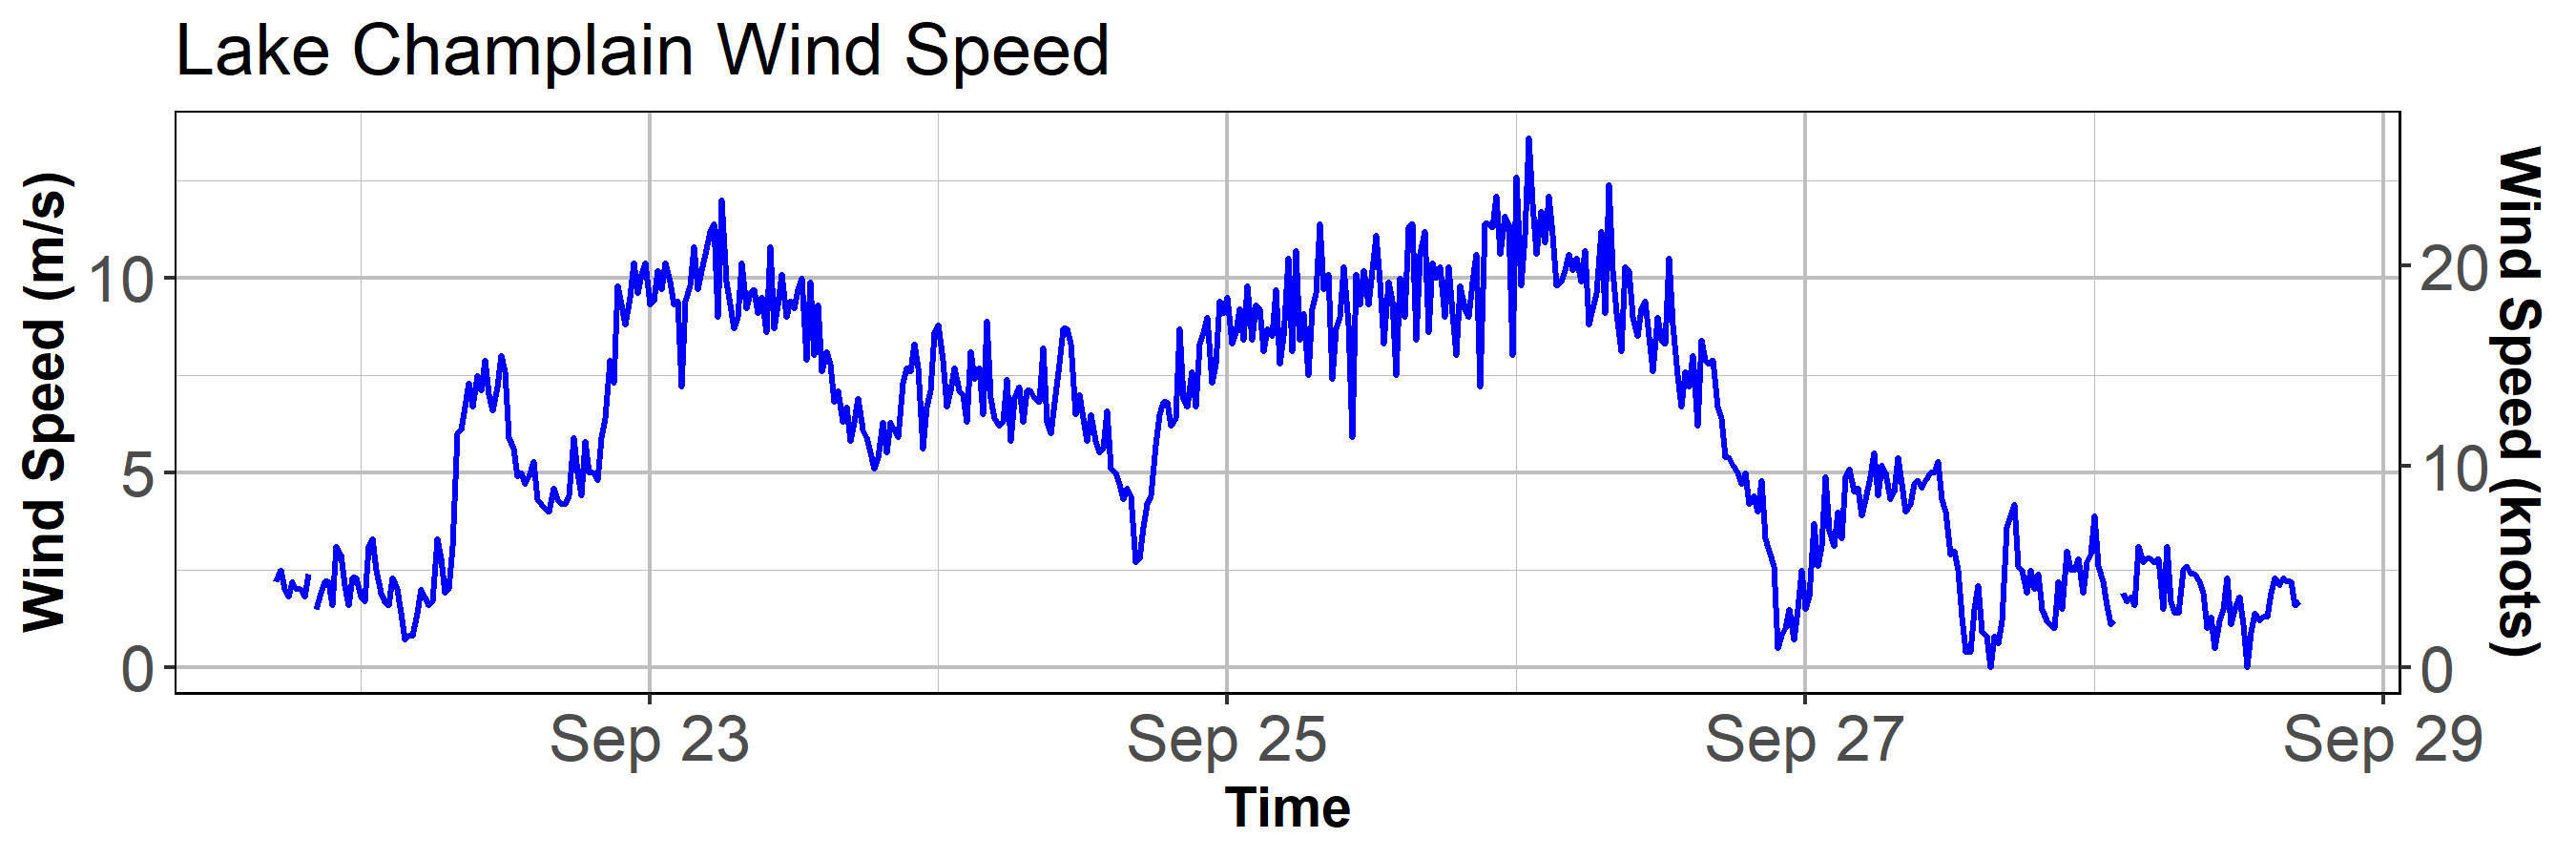 Lake Champlain Wind Speed
Wind Speed (m/s)
10
5
0
20
10
0
Wind Speed (knots)
Sep 23
Sep 25
Sep 27
Sep 29
Time